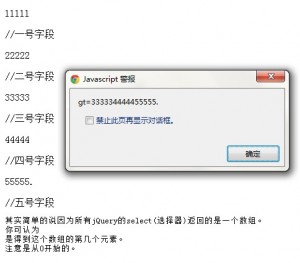 11111
//一号字段
22222
//二号字段
33333
//三号字段
44444
//四号字段
55555.
//五号字段
Javascript 警报
gt=333334444455555.
禁止此页再显示对话框。
确定
其实简单的说因为所有jQuery的select(选择器)返回的是一个数组。
你可认为
是得到这个数组的第几个元素。
注意是从0开始的。